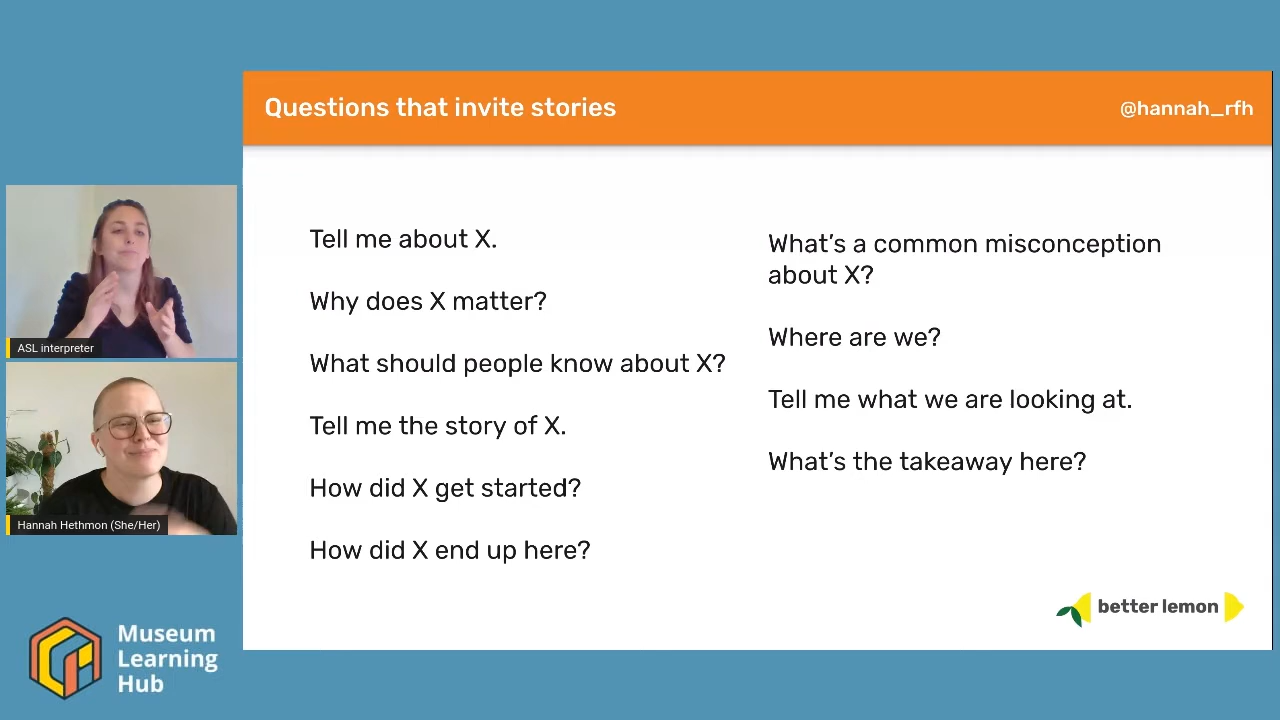 Questions that invite stories
@hannah_rfh
Tell me about X.
Why does X matter?
What should people know about X?
Tell me the story of X.
How did X get started?
How did X end up here?
What's a common misconception
about X?
Where are we?
Tell me what we are looking at.
What's the takeaway here?
better lemon
ASL interpreter
Hannah Hethmon (She/Her)
Museum
Learning
Hub